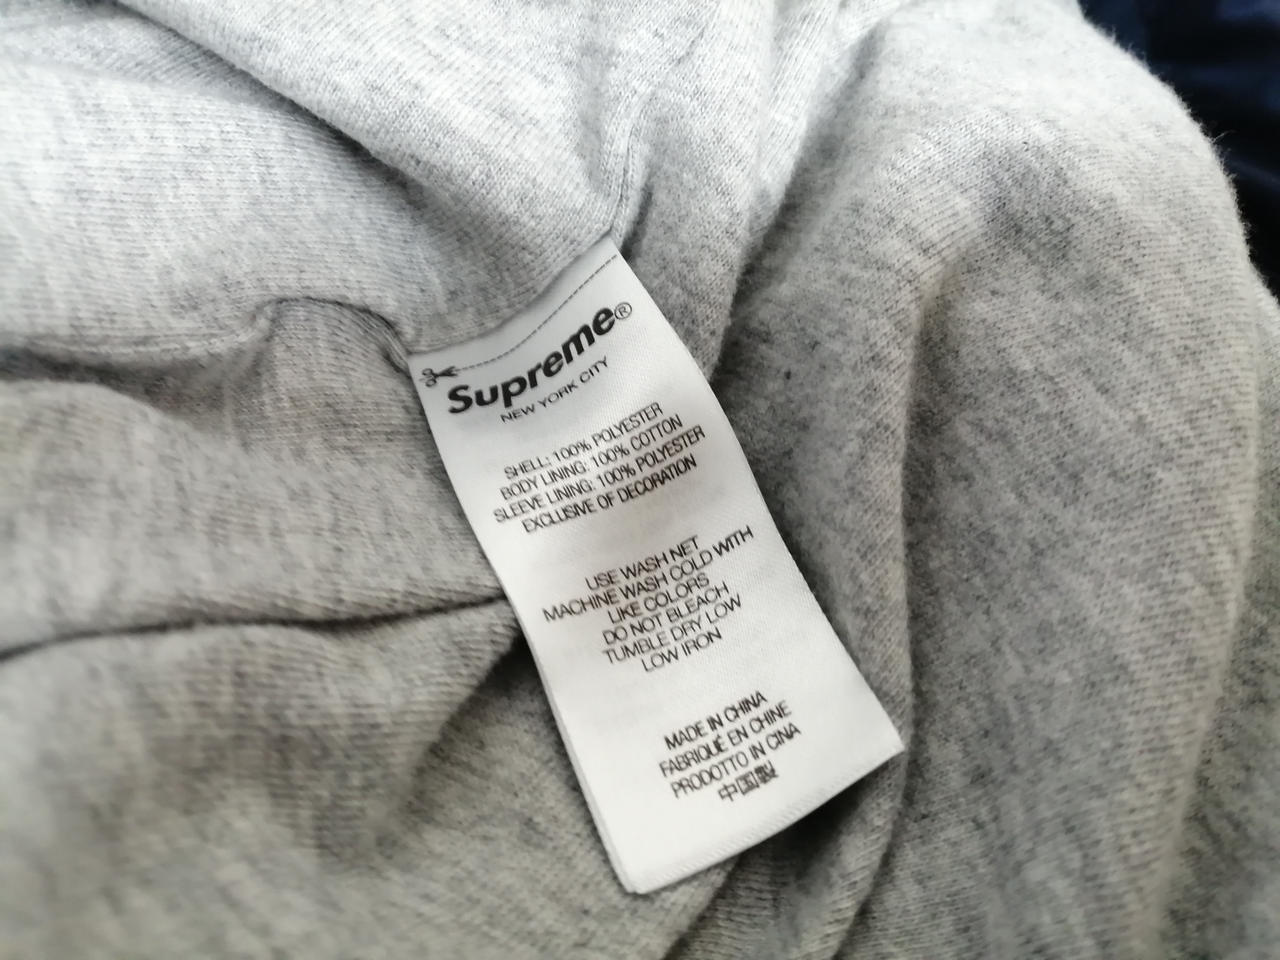 Supreme®
NEW YORK CITY
SHELL: 100% POLYESTER
BODY LINING: 100% COTTON
SLEEVE LINING: 100% POLYESTER
EXCLUSIVE OF DECORATION
USE WASH NET
MACHINE WASH COLD WITH
LIKE COLORS
DO NOT BLEACH
TUMBLE DRY LOW
LOW IRON
MADE IN CHINA
FABRIQUÉ EN CHINE
PRODOTTO IN CINA
中国製